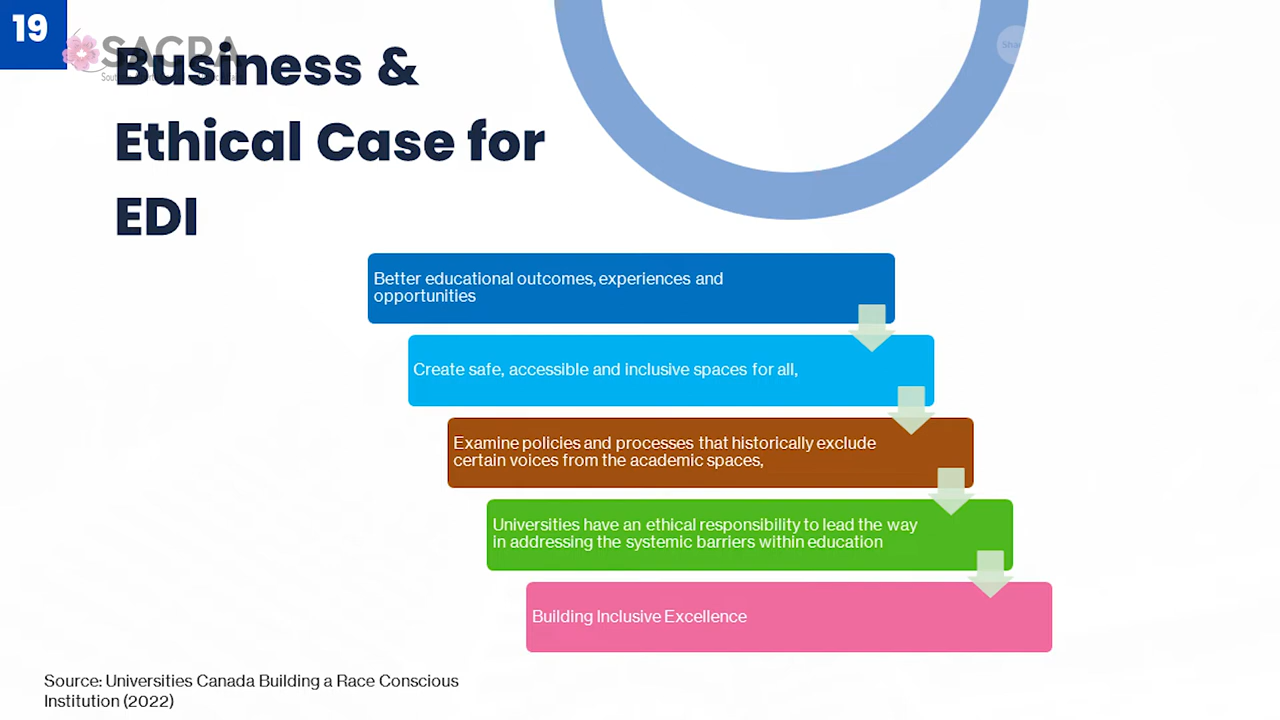 19
SACRA
Business &
Ethical Case for
EDI
Better educational outcomes, experiences and
opportunities
Create safe, accessible and inclusive spaces for all,
Examine policies and processes that historically exclude
certain voices from the academic spaces,
Universities have an ethical responsibility to lead the way
in addressing the systemic barriers within education
Building Inclusive Excellence
Source: Universities Canada Building a Race Conscious
Institution (2022)